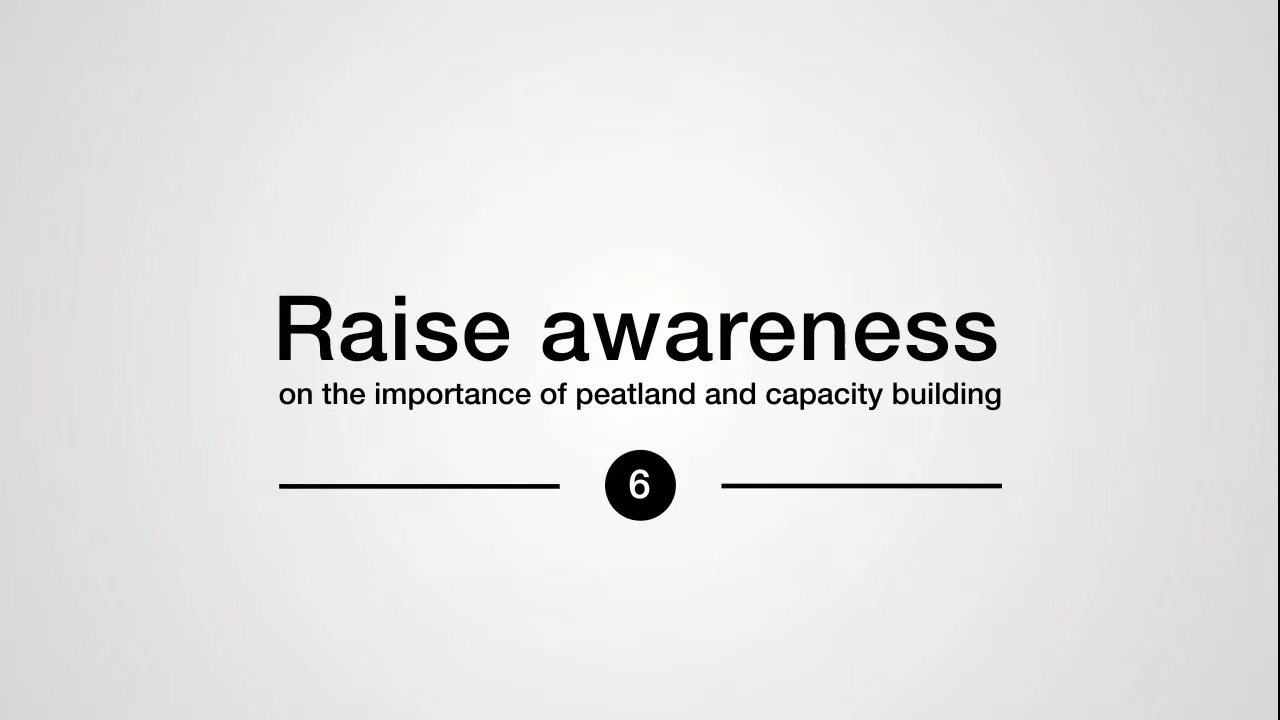 Raise awareness
on the importance of peatland and capacity building
6